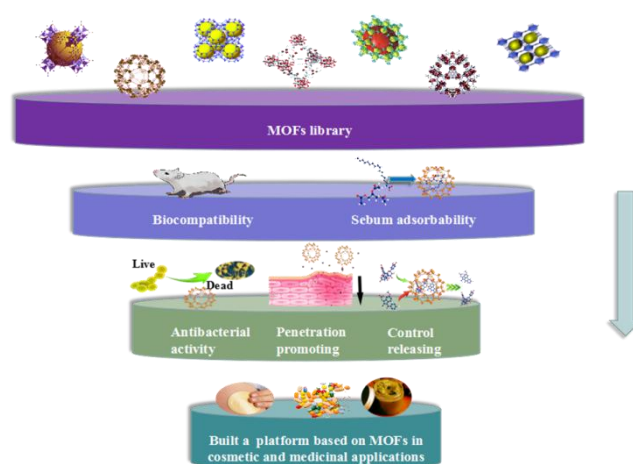 MOFs library
Biocompatibility
Sebum adsorbability
Live
Dead
Antibacterial
activity
Penetration
promoting
Control
releasing
Built a platform based on MOFs in
cosmetic and medicinal applications